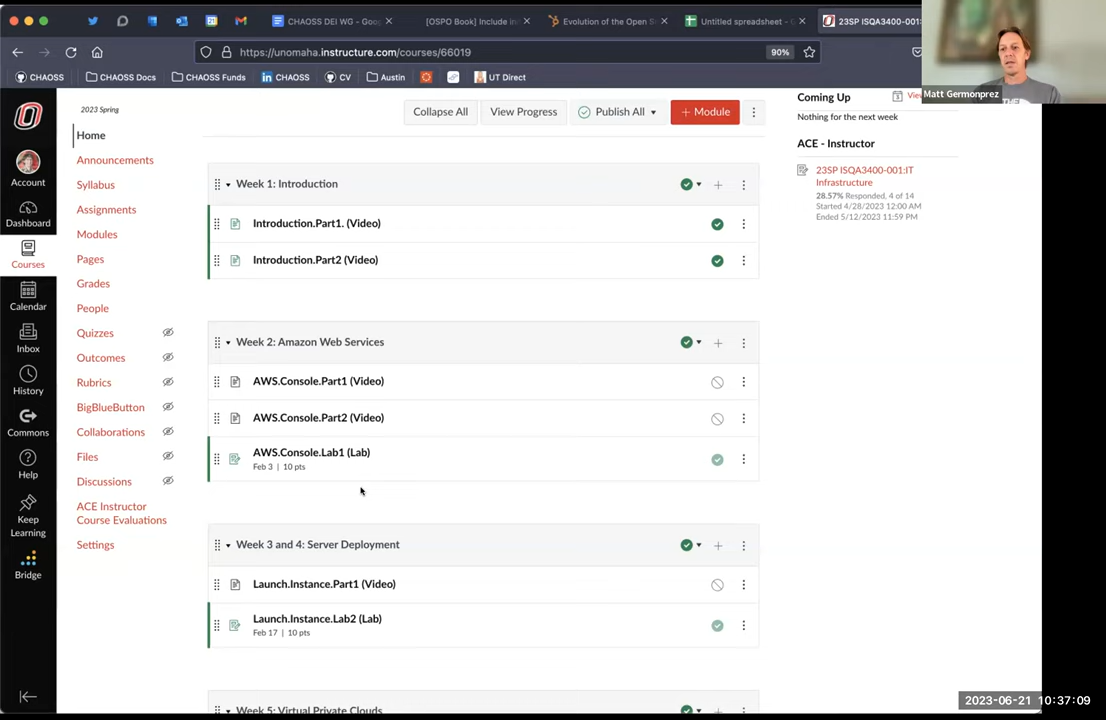 CHAOSS DEI WG - Goo
[OSPO Book] Include in
Evolution of the Open S
Untitled spreadsheet - G
23SP ISQA3400-001:
https://unomaha.instructure.com/courses/66019
90%
CHAOSS
CHAOSS Docs
CHAOSS Funds
CHAOSS
CV
Austin
UT Direct
Matt Germonprez
Account
Dashboard
Courses
Calendar
Inbox
History
Commons
Help
Keep
Learning
Bridge
2023 Spring
Home
Announcements
Syllabus
Assignments
Modules
Pages
Grades
People
Quizzes
Outcomes
Rubrics
BigBlueButton
Collaborations
Files
Discussions
ACE Instructor
Course Evaluations
Settings
Collapse All
View Progress
Publish All
+ Module
Week 1: Introduction
Introduction.Part1. (Video)
Introduction.Part2 (Video)
Week 2: Amazon Web Services
AWS.Console.Part1 (Video)
AWS.Console.Part2 (Video)
AWS.Console.Lab1 (Lab)
Feb 3 | 10 pts
Week 3 and 4: Server Deployment
Launch.Instance.Part1 (Video)
Launch.Instance.Lab2 (Lab)
Feb 17 | 10 pts
Week 5: Virtual Private Clouds
Coming Up
Nothing for the next week
ACE - Instructor
23SP ISQA3400-001:IT
Infrastructure
28.57% Responded, 4 of 14
Started 4/28/2023 12:00 AM
Ended 5/12/2023 11:59 PM
2023-06-21 10:37:09